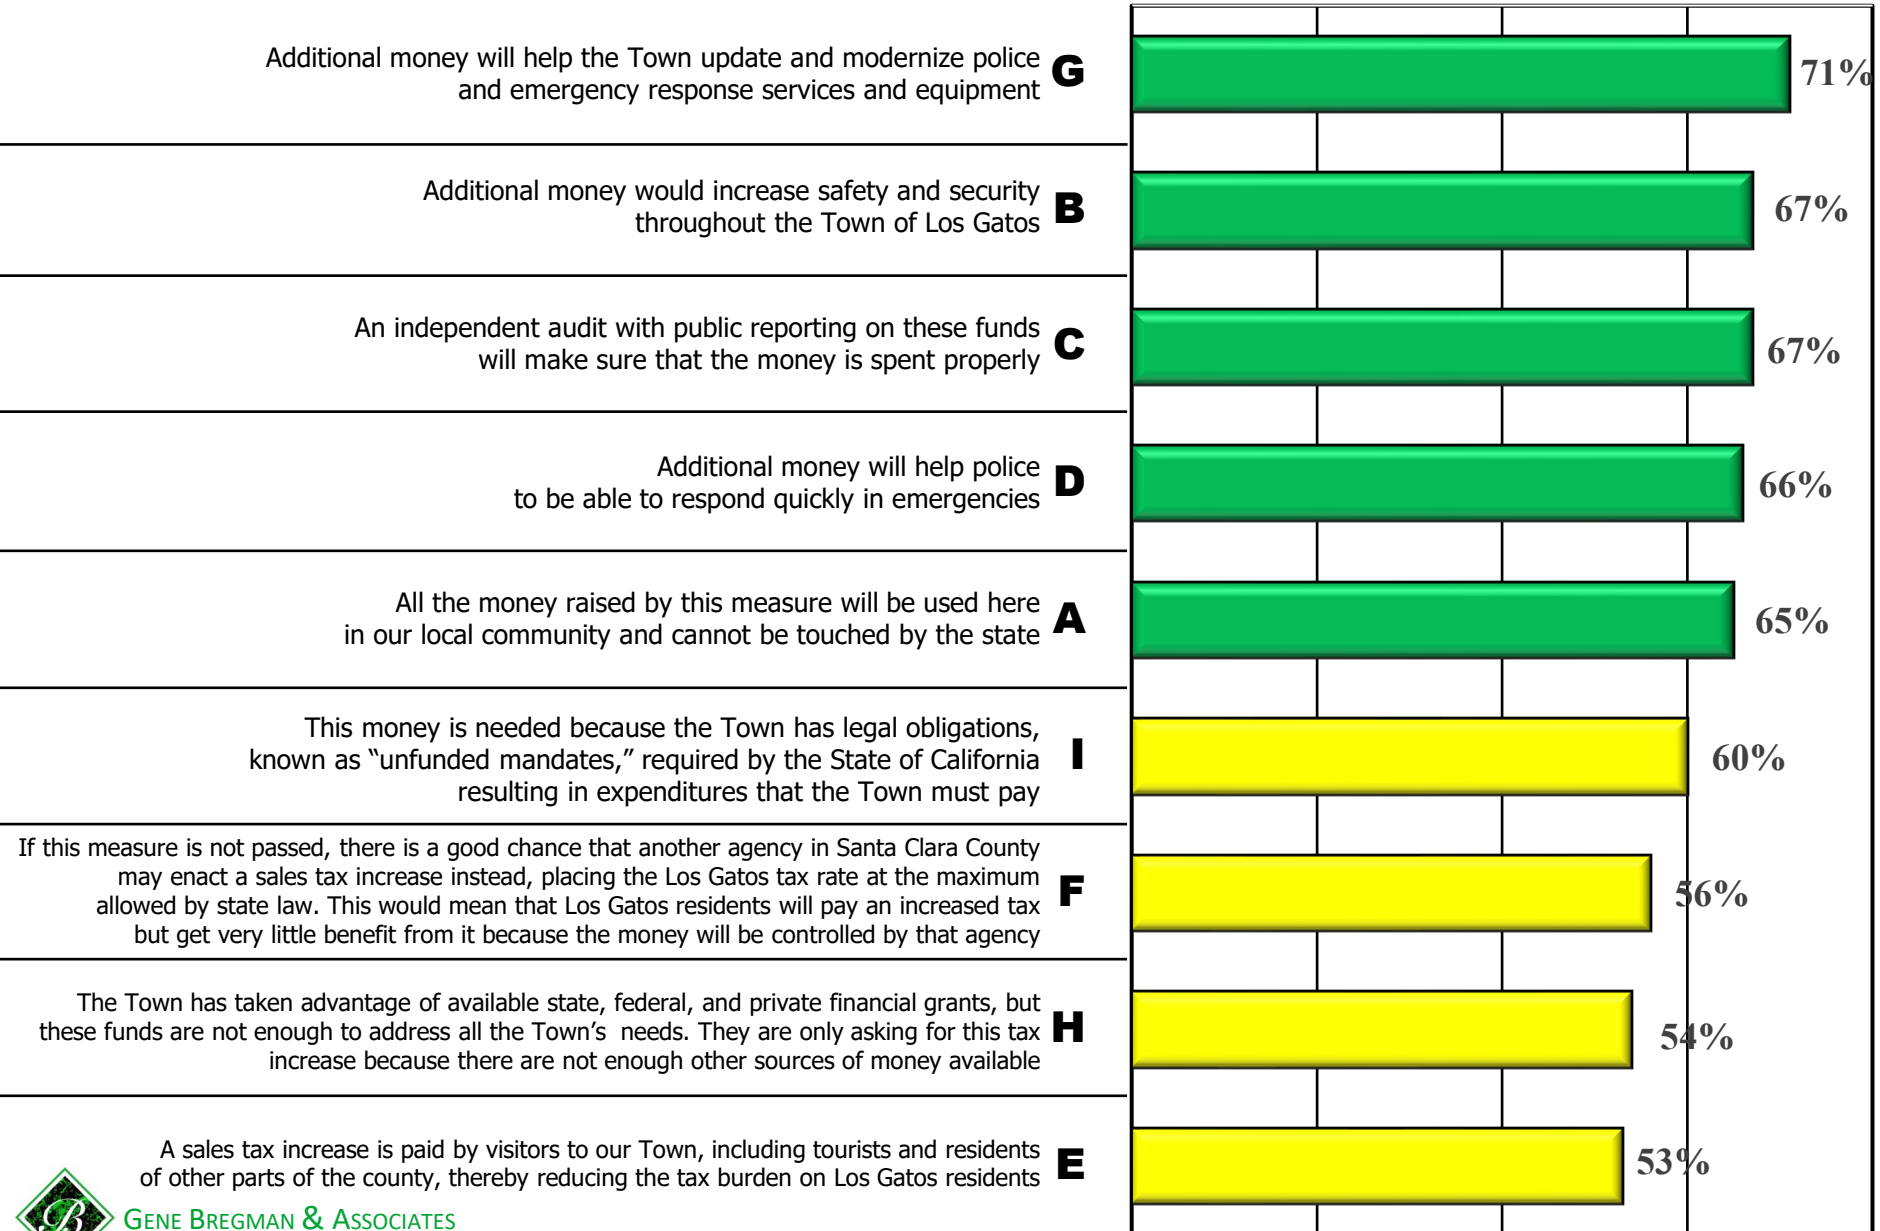 Additional money will help the Town update and modernize police
and emergency response services and equipment
G
71%
Additional money would increase safety and security
throughout the Town of Los Gatos
B
67%
An independent audit with public reporting on these funds
will make sure that the money is spent properly
C
67%
Additional money will help police
to be able to respond quickly in emergencies
D
66%
All the money raised by this measure will be used here
in our local community and cannot be touched by the state
A
65%
This money is needed because the Town has legal obligations,
known as “unfunded mandates,” required by the State of California
resulting in expenditures that the Town must pay
I
60%
If this measure is not passed, there is a good chance that another agency in Santa Clara County
may enact a sales tax increase instead, placing the Los Gatos tax rate at the maximum
allowed by state law. This would mean that Los Gatos residents will pay an increased tax
but get very little benefit from it because the money will be controlled by that agency
F
56%
The Town has taken advantage of available state, federal, and private financial grants, but
these funds are not enough to address all the Town’s  needs. They are only asking for this tax
increase because there are not enough other sources of money available
H
54%
A sales tax increase is paid by visitors to our Town, including tourists and residents
of other parts of the county, thereby reducing the tax burden on Los Gatos residents
E
53%
B
GENE BREGMAN & ASSOCIATES